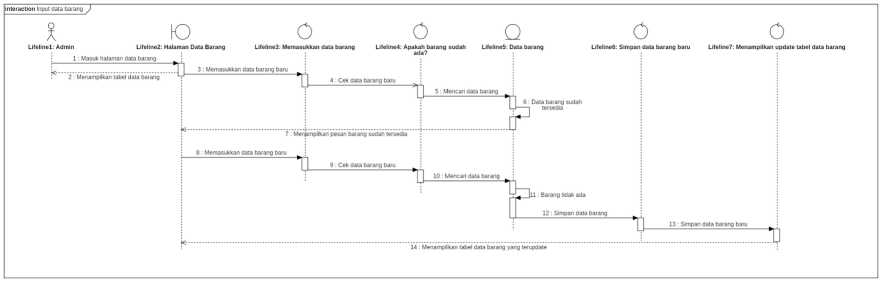 interaction Input data barang
Lifeline1: Admin
Lifeline2: Halaman Data Barang
Lifeline3: Memasukkan data barang
Lifeline4: Apakah barang sudah
ada?
Lifeline5: Data barang
Lifeline6: Simpan data barang baru
Lifeline7: Menampilkan update tabel data barang
1 : Masuk halaman data barang
2 : Menampilkan tabel data barang
3 : Memasukkan data barang baru
4 : Cek data barang baru
5 : Mencari data barang
6 : Data barang sudah
tersedia
7 : Menampilkan pesan barang sudah tersedia
8 : Memasukkan data barang baru
9 : Cek data barang baru
10 : Mencari data barang
11 : Barang tidak ada
12 : Simpan data barang
13 : Simpan data barang baru
14 : Menampilkan tabel data barang yang terupdate